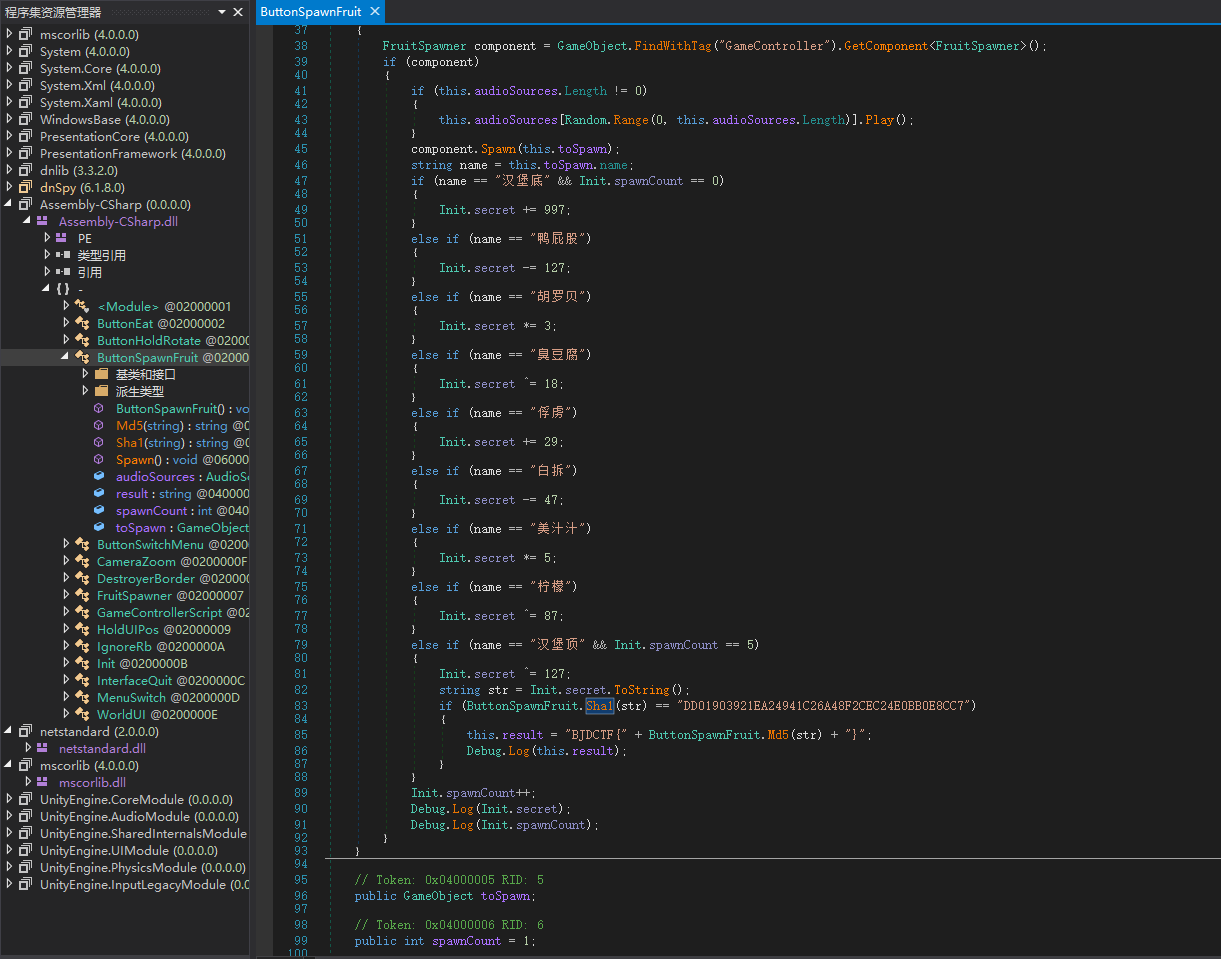 程序集资源管理器
mscorlib (4.0.0.0)
System (4.0.0.0)
System.Core (4.0.0.0)
System.Xml (4.0.0.0)
System.Xaml (4.0.0.0)
WindowsBase (4.0.0.0)
PresentationCore (4.0.0.0)
PresentationFramework (4.0.0.0)
dnlib (3.3.2.0)
dnSpy (6.1.8.0)
Assembly-CSharp (0.0.0.0)
Assembly-CSharp.dll
PE
类型引用
引用
{} -
<Module> @02000001
ButtonEat @02000002
ButtonHoldRotate @02000
ButtonSpawnFruit @02000
基类和接口
派生类型
ButtonSpawnFruit() : vo
Md5(string) : string @0
Sha1(string) : string @0
Spawn() : void @06000
audioSources : AudioSo
result : string @040000
spawnCount : int @040
toSpawn : GameObject
ButtonSwitchMenu @0200
CameraZoom @0200000F
DestroyerBorder @020000
FruitSpawner @02000007
GameControllerScript @02
HoldUIPos @02000009
IgnoreRb @0200000A
Init @0200000B
InterfaceQuit @0200000C
MenuSwitch @0200000D
WorldUI @0200000E
netstandard (2.0.0.0)
netstandard.dll
mscorlib (4.0.0.0)
mscorlib.dll
UnityEngine.CoreModule (0.0.0.0)
UnityEngine.AudioModule (0.0.0.0)
UnityEngine.SharedInternalsModule
UnityEngine.UIModule (0.0.0.0)
UnityEngine.PhysicsModule (0.0.0.0)
UnityEngine.InputLegacyModule (0.0
ButtonSpawnFruit
37 {
38 FruitSpawner component = GameObject.FindWithTag("GameController").GetComponent<FruitSpawner>();
39 if (component)
40 {
41 if (this.audioSources.Length != 0)
42 {
43 this.audioSources[Random.Range(0, this.audioSources.Length)].Play();
44 }
45 component.Spawn(this.toSpawn);
46 string name = this.toSpawn.name;
47 if (name == "汉堡底" && Init.spawnCount == 0)
48 {
49 Init.secret += 997;
50 }
51 else if (name == "鸭屁股")
52 {
53 Init.secret -= 127;
54 }
55 else if (name == "胡罗贝")
56 {
57 Init.secret *= 3;
58 }
59 else if (name == "臭豆腐")
60 {
61 Init.secret ^= 18;
62 }
63 else if (name == "俘虏")
64 {
65 Init.secret += 29;
66 }
67 else if (name == "白拆")
68 {
69 Init.secret -= 47;
70 }
71 else if (name == "美汁汁")
72 {
73 Init.secret *= 5;
74 }
75 else if (name == "柠檬")
76 {
77 Init.secret ^= 87;
78 }
79 else if (name == "汉堡顶" && Init.spawnCount == 5)
80 {
81 Init.secret ^= 127;
82 string str = Init.secret.ToString();
83 if (ButtonSpawnFruit.Sha1(str) == "DD01903921EA24941C26A48F2CEC24E0BB0E8CC7")
84 {
85 this.result = "BJDCTF{" + ButtonSpawnFruit.Md5(str) + "}";
86 Debug.Log(this.result);
87 }
88 }
89 Init.spawnCount++;
90 Debug.Log(Init.secret);
91 Debug.Log(Init.spawnCount);
92 }
93 }
94
95 // Token: 0x04000005 RID: 5
96 public GameObject toSpawn;
97
98 // Token: 0x04000006 RID: 6
99 public int spawnCount = 1;
100